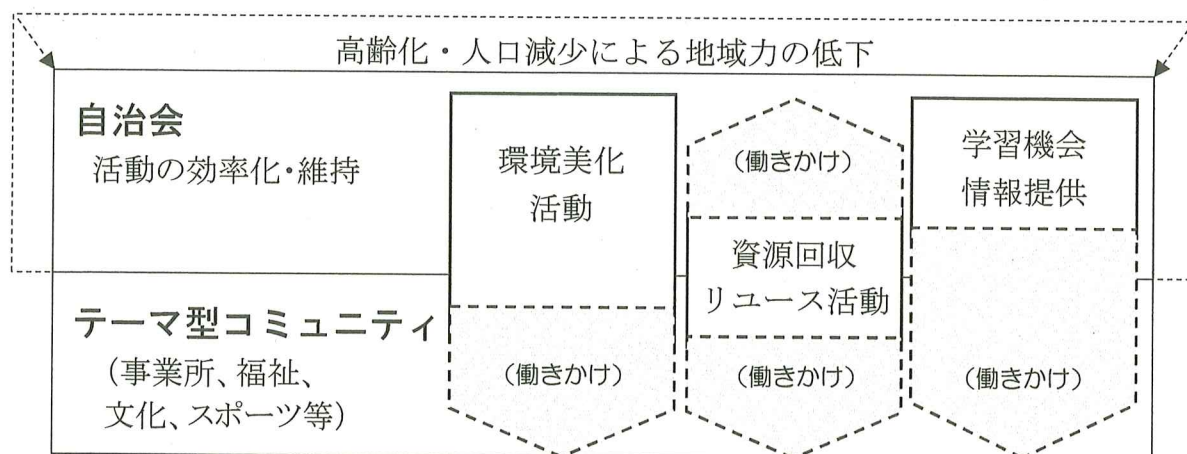 高齢化・人口減少による地域力の低下
自治会
活動の効率化・維持
環境美化
活動
(働きかけ)
学習機会
情報提供
資源回収
リユース活動
テーマ型コミュニティ
（事業所、福祉、
文化、スポーツ等）
(働きかけ)
(働きかけ)
(働きかけ)